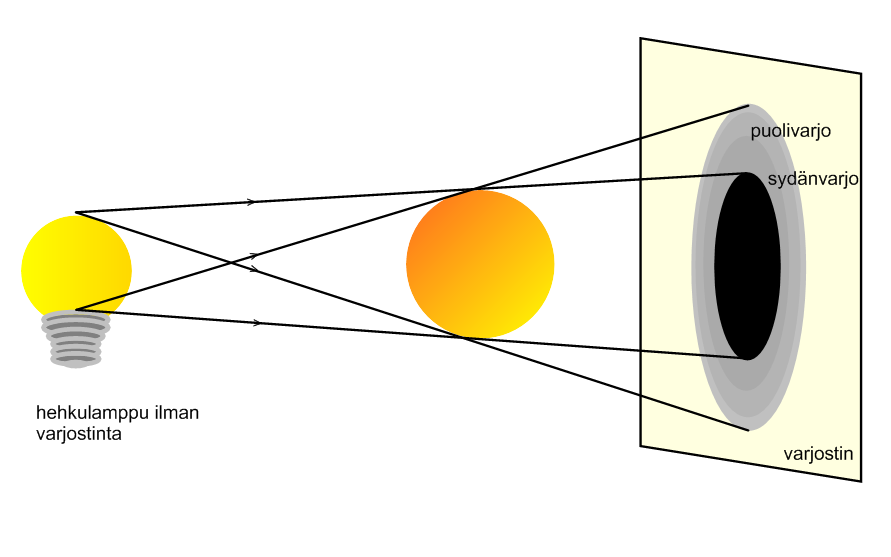 puolivarjo
sydänvarjo
hehkulamppu ilman
varjostinta
varjostin